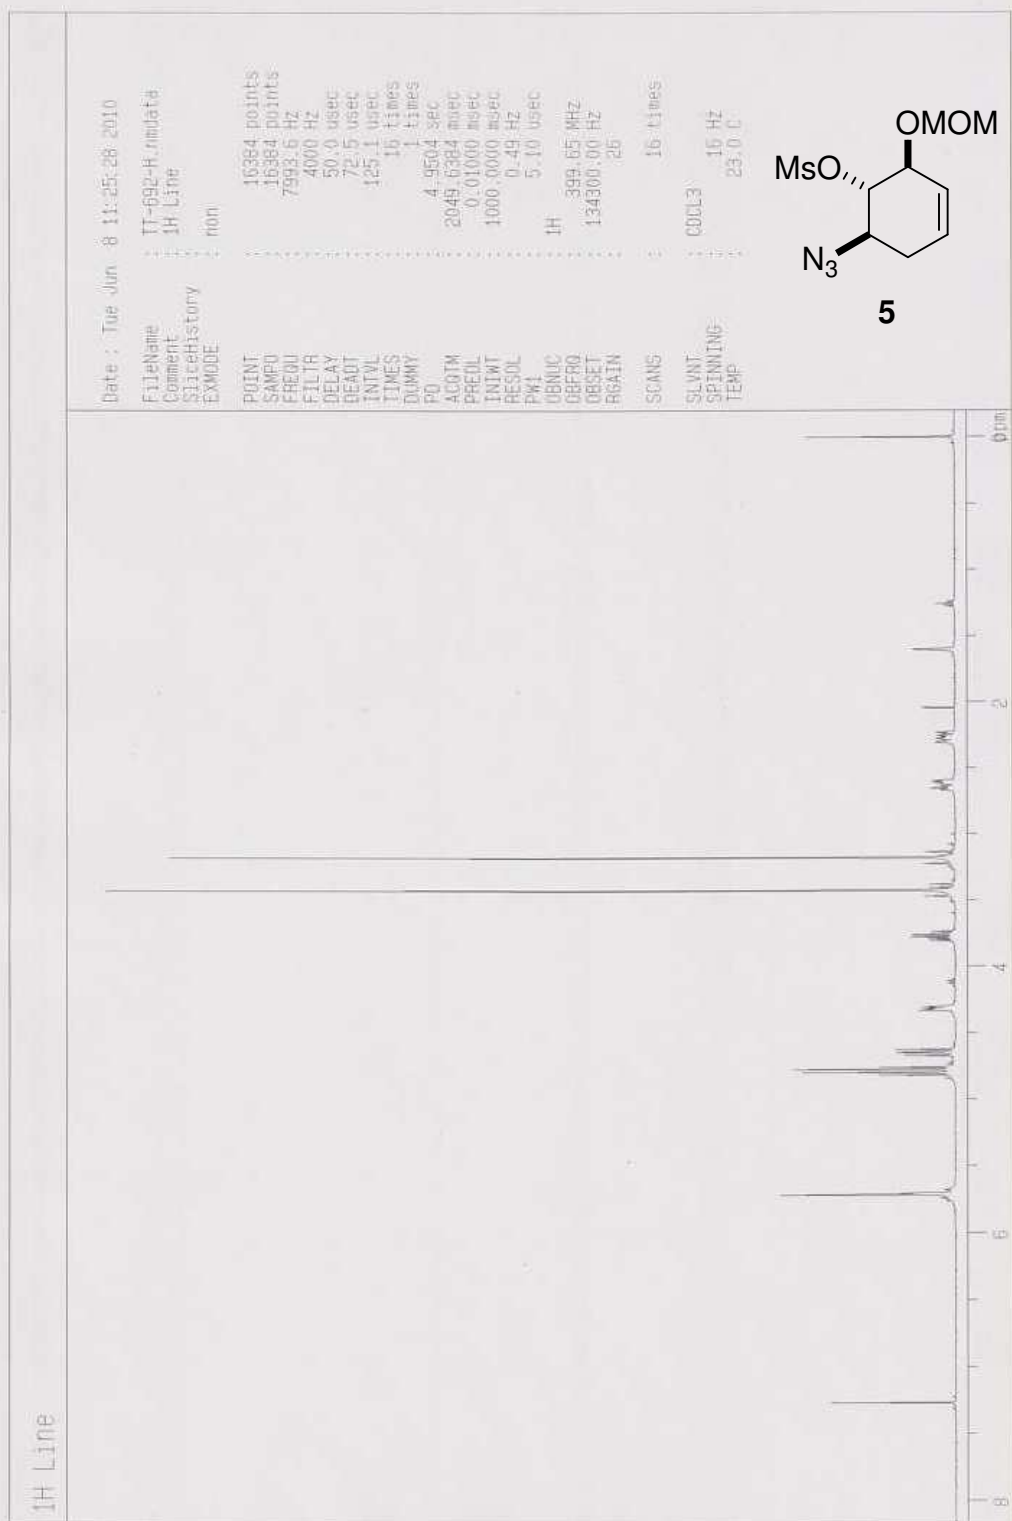 1H Line
Date : Tue Jun 8 11:25:28 2010
FileName : TT-692-H.nmdata
Comment : 1H Line
SliceHistory :
EXMODE : non
POINT : 16384 points
SAMPO : 16384 points
FREQU : 7993.6 HZ
FILTR : 4000 HZ
DELAY : 50.0 usec
DEADT : 72.5 usec
INTVL : 125.1 usec
TIMES : 16 times
DUMMY : 1 times
PD : 4.9504 sec
ACQTM : 2049.6384 msec
PREDL : 0.01000 msec
INIWT : 1000.0000 msec
RESOL : 0.49 HZ
PW1 : 5.10 usec
OBNUC : 1H
OBFRQ : 399.65 MHZ
OBSET : 134300.00 HZ
RGAIN : 26
SCANS : 16 times
SLVNT : CDCL3
SPINNING : 16 HZ
TEMP : 23.0 C
OMOM
MsO
N3
5
8 6 4 2 0ppm